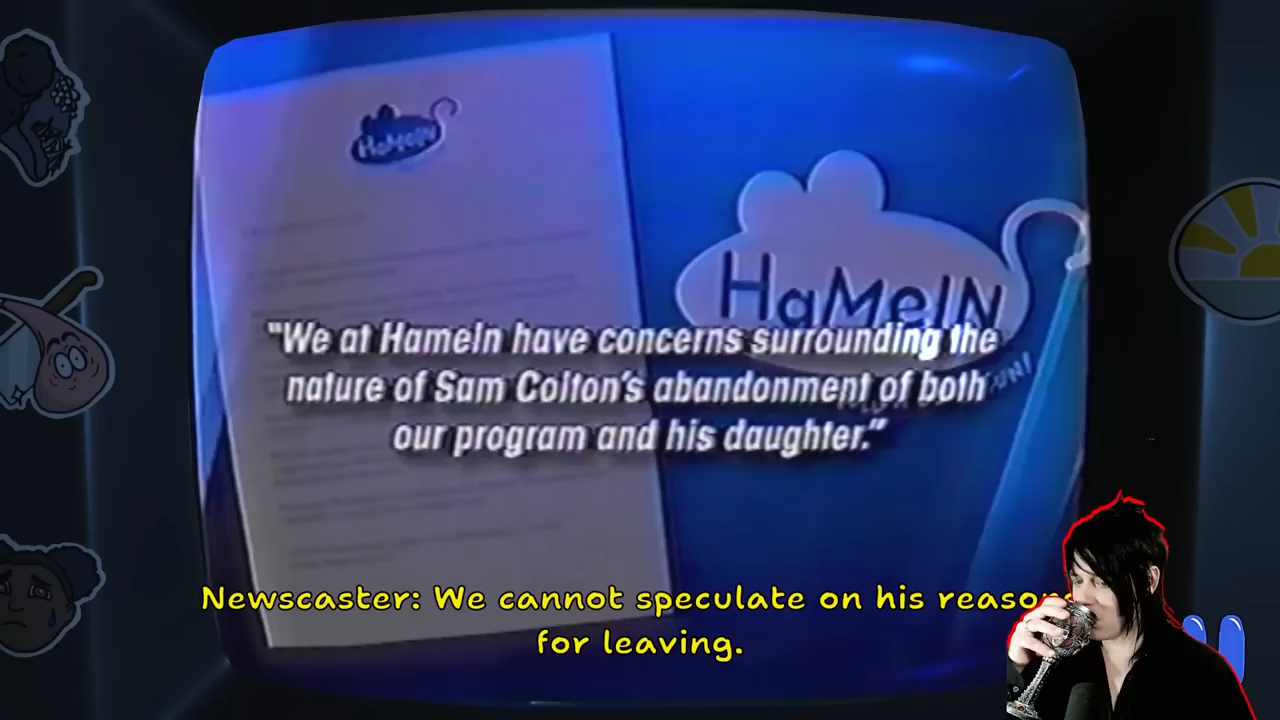 HaMeIN
HaMeIN
"We at Hameln have concerns surrounding the
nature of Sam Colton's abandonment of both
our program and his daughter."
Newscaster: We cannot speculate on his reasons
for leaving.